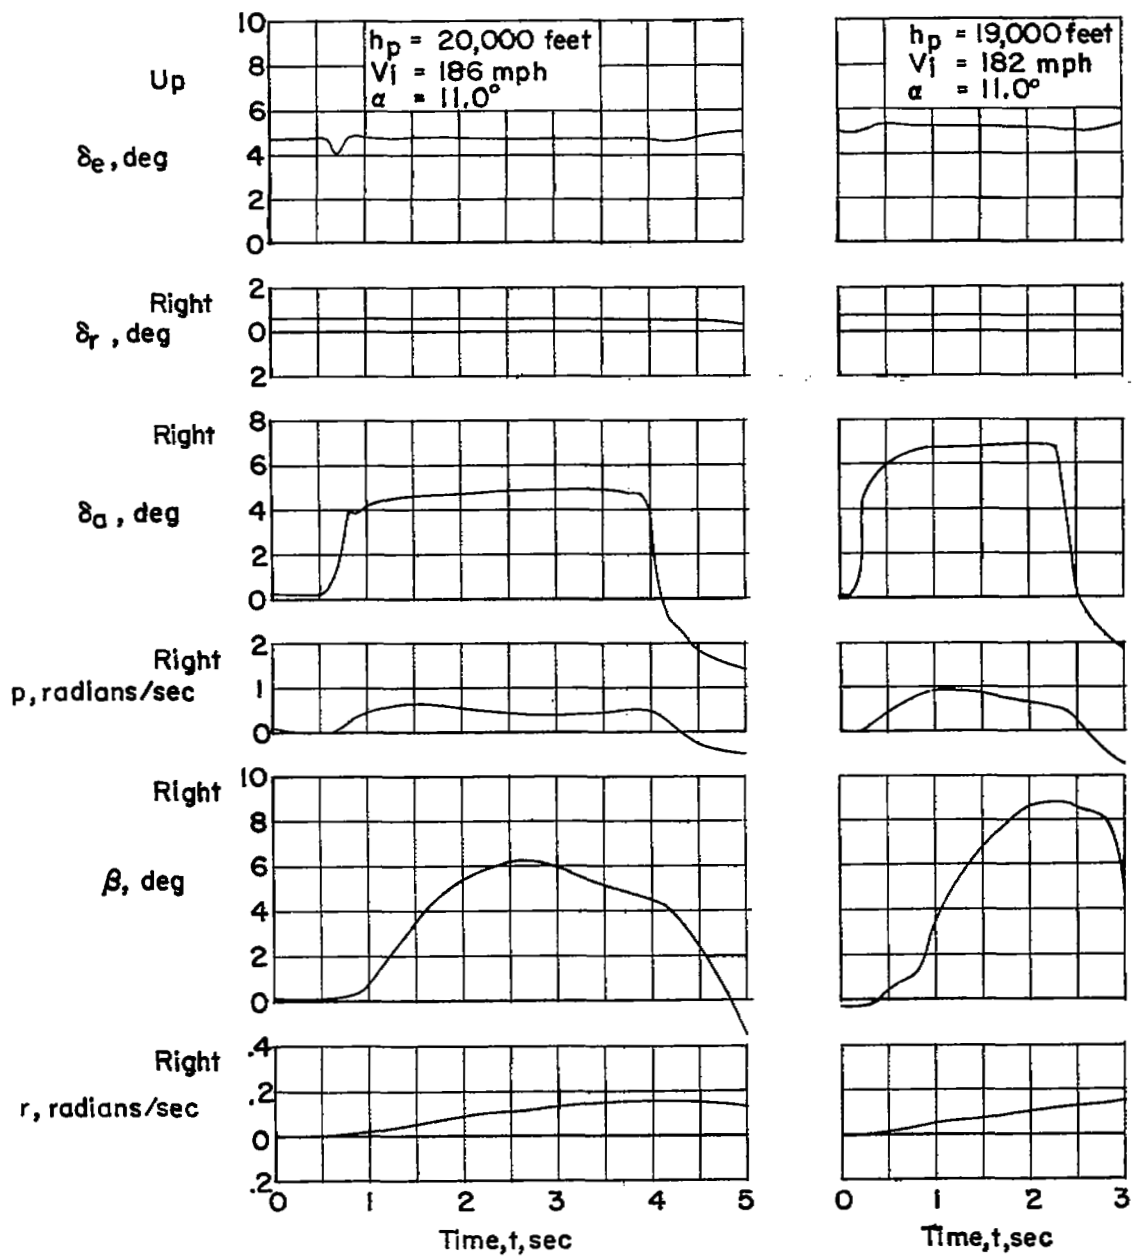 10
8
6
4
2
0
Up
δe, deg
hp = 20,000 feet
Vi = 186 mph
α = 11.0°
hp = 19,000 feet
Vi = 182 mph
α = 11.0°
2
0
2
Right
δr, deg
8
6
4
2
0
Right
δa, deg
2
1
0
Right
p, radians/sec
10
8
6
4
2
0
Right
β, deg
.4
.2
0
.2
Right
r, radians/sec
0 1 2 3 4 5
Time, t, sec
0 1 2 3
Time, t, sec